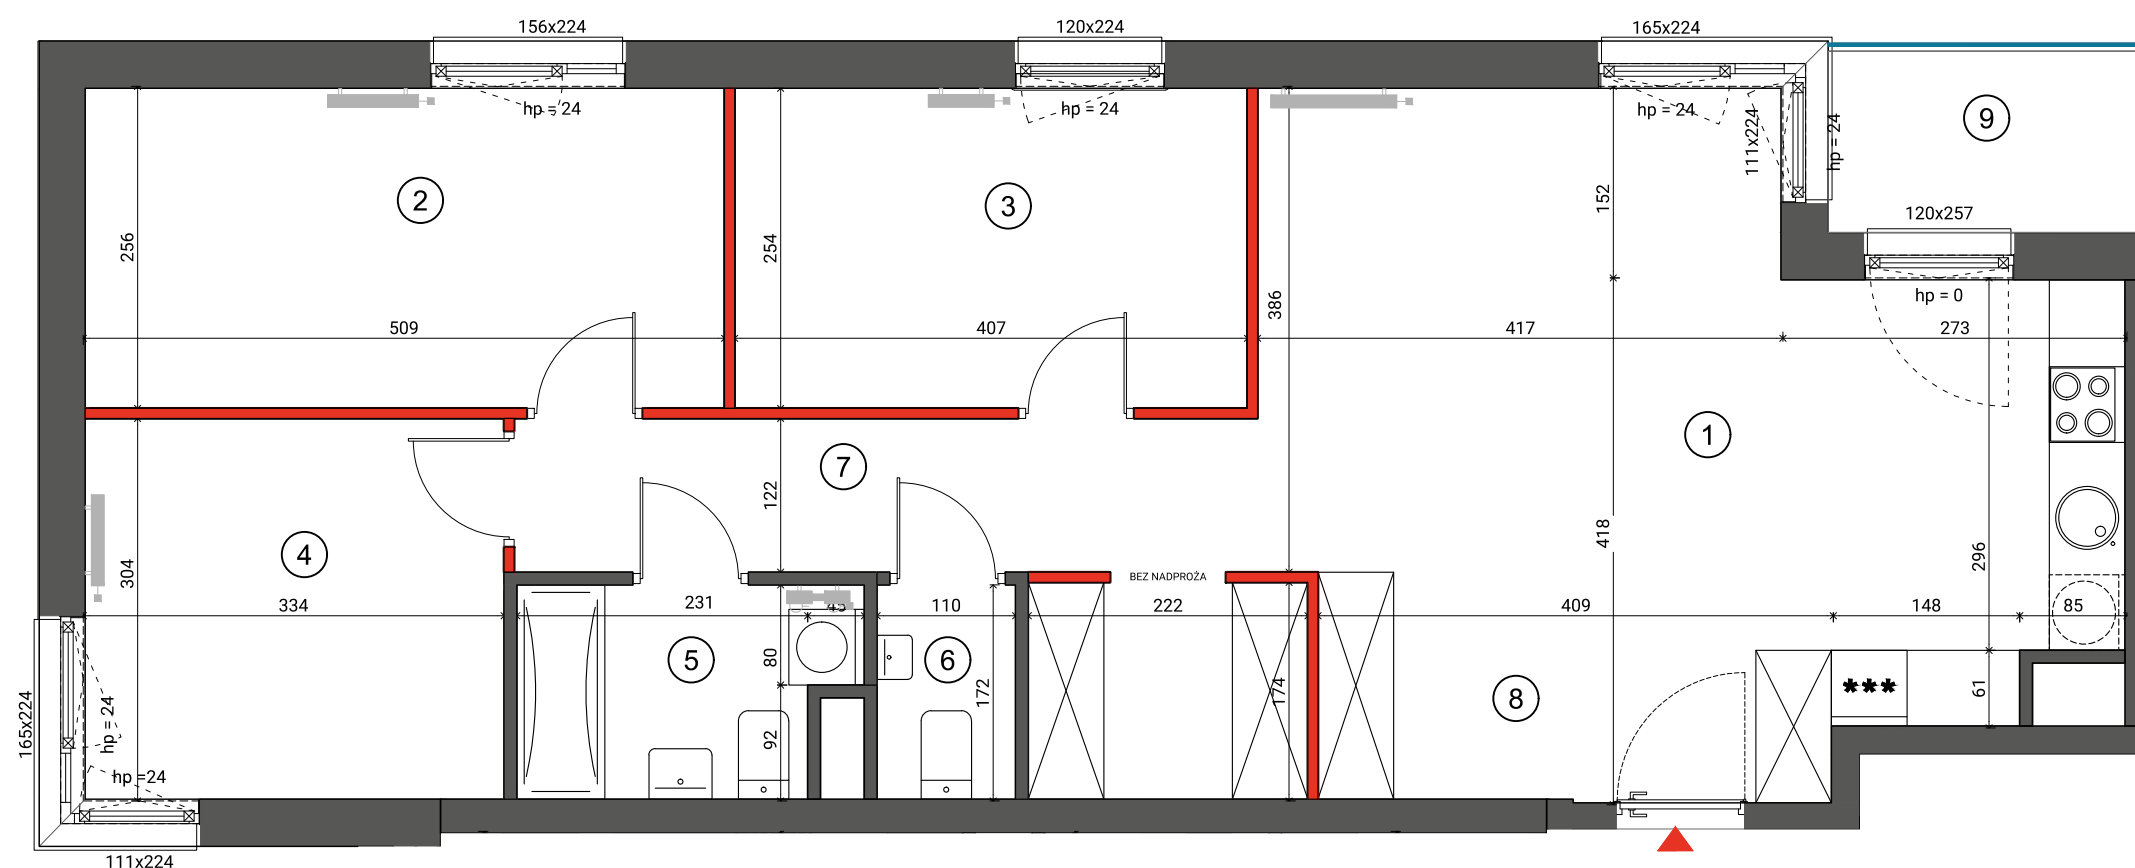 156x224
120x224
165x224
hp = 24
hp = 24
hp = 24
111x224
hp = 24
9
2
3
152
120x257
256
254
386
hp = 0
509
407
417
273
1
7
122
418
4
304
296
BEZ NADPROŻA
334
231
45
110
222
409
148
85
5
6
80
172
174
8
61
***
165x224
hp = 24
92
hp =24
111x224